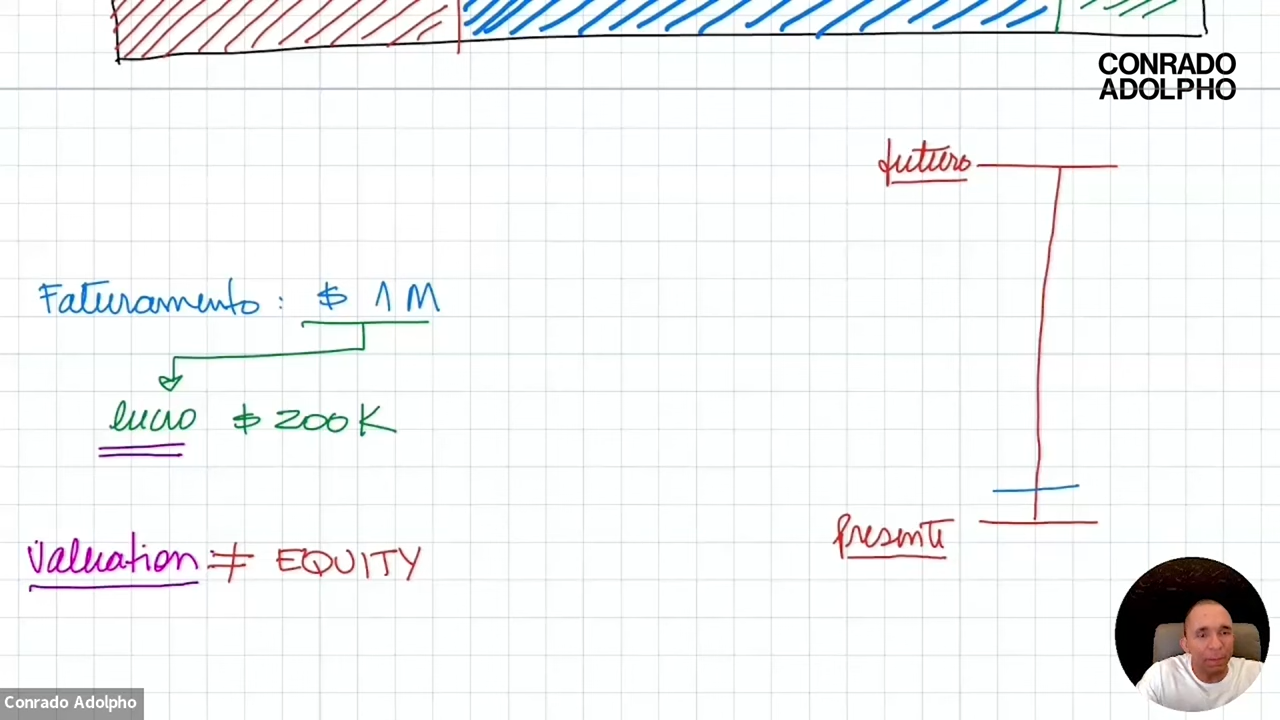 CONRADO
ADOLPHO
futuro
Faturamento : $ 1 M
lucro $ 200K
Presente
Valuation ≠ EQUITY
Conrado Adolpho